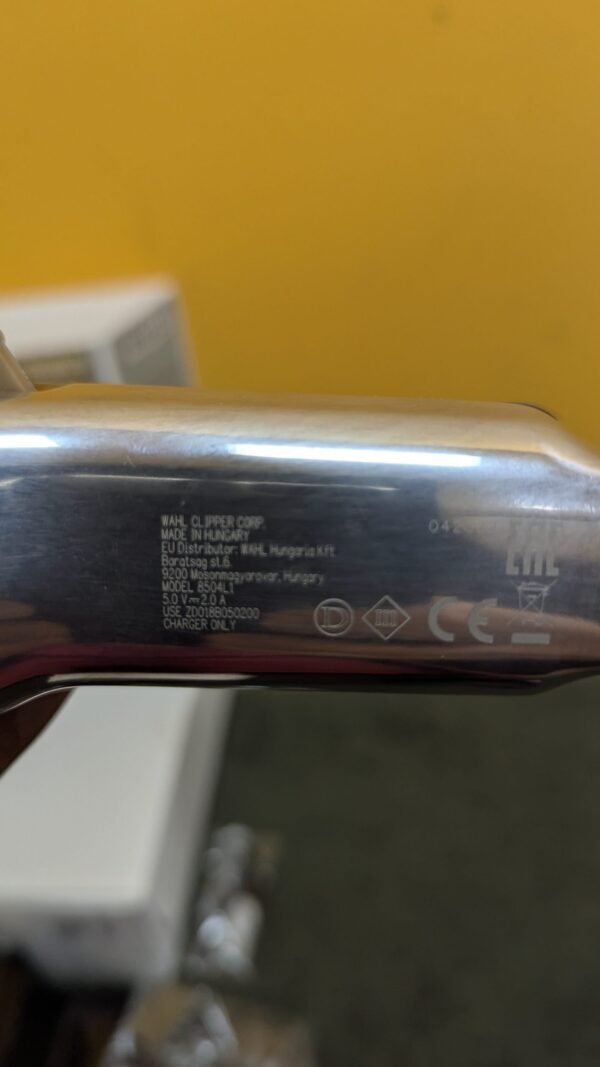 WAHL CLIPPER CORP.
MADE IN HUNGARY
EU Distributor: WAHL Hungaria Kft
Baratsag st.6.
9200 Mosonmagyarovar, Hungary
MODEL 8504L1
5.0 V⎓2.0 A
USE ZD018B050200
CHARGER ONLY
D
III
CE
EAC